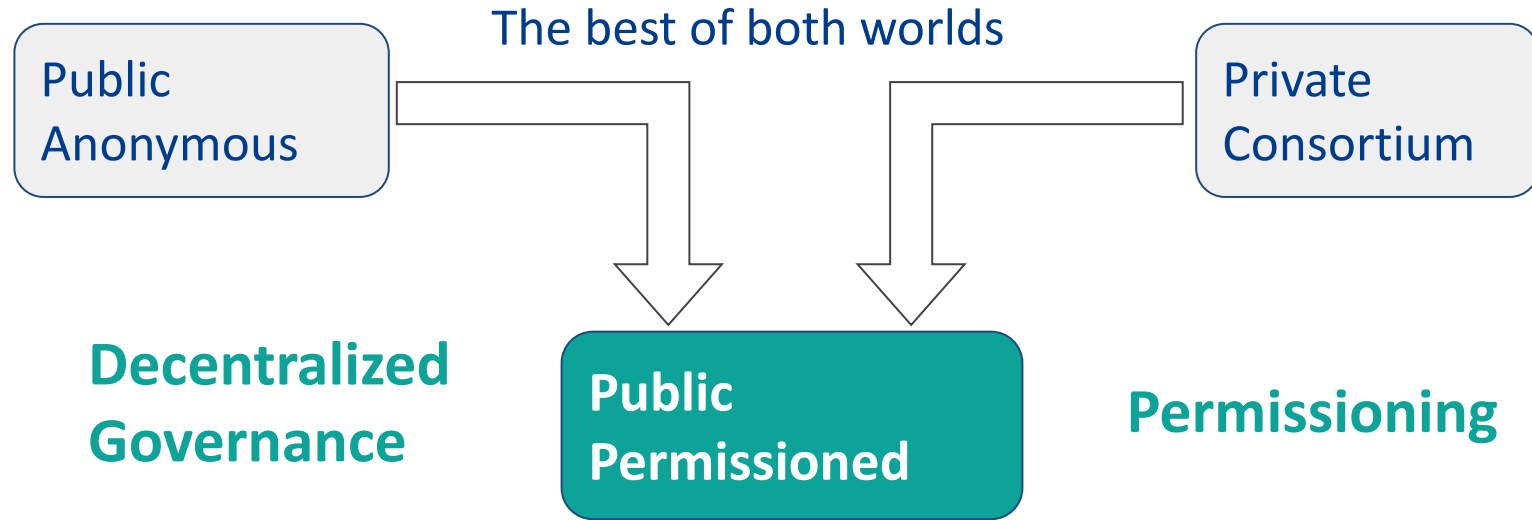 The best of both worlds
Public
Anonymous
Private
Consortium
Decentralized
Governance
Public
Permissioned
Permissioning